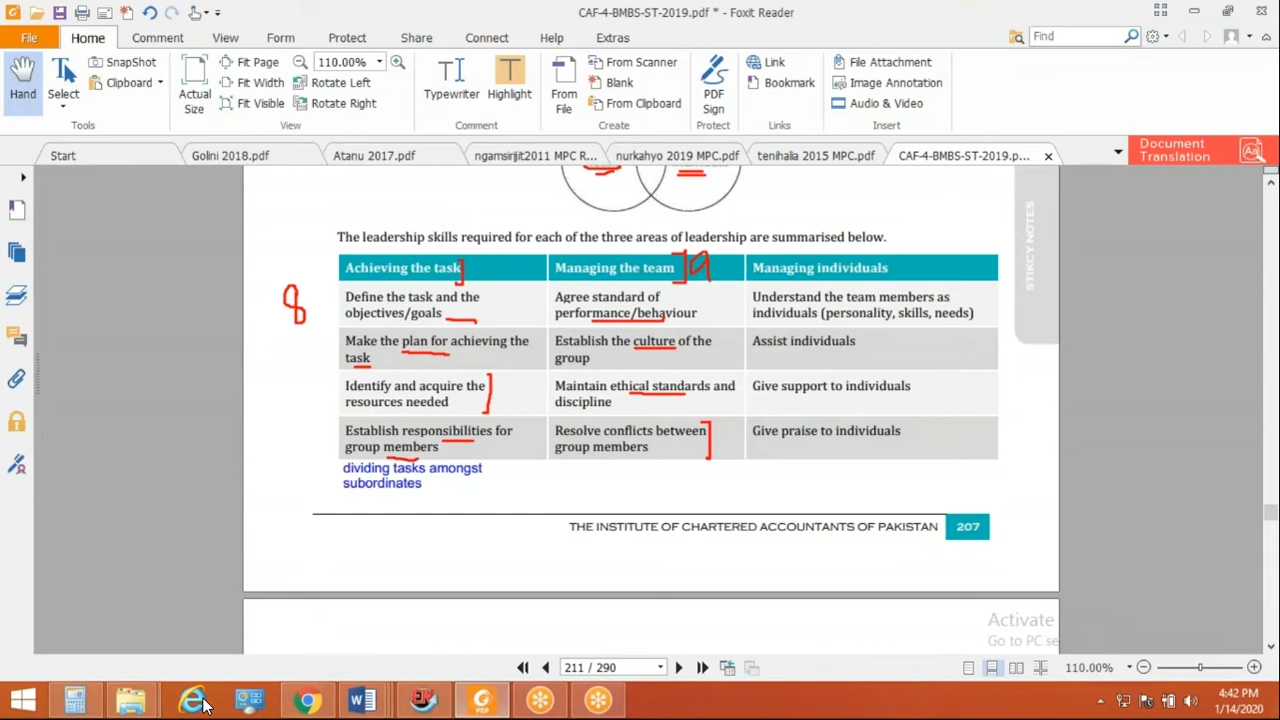 CAF-4-BMBS-ST-2019.pdf * - Foxit Reader
File Home Comment View Form Protect Share Connect Help Extras Find
Hand
Select
SnapShot
Clipboard
Tools
Actual
Size
Fit Page
Fit Width
Fit Visible
110.00%
Rotate Left
Rotate Right
View
Typewriter
Highlight
Comment
From
File
From Scanner
Blank
From Clipboard
Create
PDF
Sign
Protect
Link
Bookmark
Links
File Attachment
Image Annotation
Audio & Video
Insert
Start Golini 2018.pdf Atanu 2017.pdf ngamsirijit2011 MPC R... nurkahyo 2019 MPC.pdf tenihalia 2015 MPC.pdf CAF-4-BMBS-ST-2019.p...
Document
Translation
STICKY NOTES
The leadership skills required for each of the three areas of leadership are summarised below.
Achieving the task Managing the team 9 Managing individuals
8
Define the task and the
objectives/goals
Agree standard of
performance/behaviour
Understand the team members as
individuals (personality, skills, needs)
Make the plan for achieving the
task
Establish the culture of the
group
Assist individuals
Identify and acquire the
resources needed
Maintain ethical standards and
discipline
Give support to individuals
Establish responsibilities for
group members
Resolve conflicts between
group members
Give praise to individuals
dividing tasks amongst
subordinates
THE INSTITUTE OF CHARTERED ACCOUNTANTS OF PAKISTAN 207
Activate
Go to PC se
211 / 290
110.00%
4:42 PM
1/14/2020